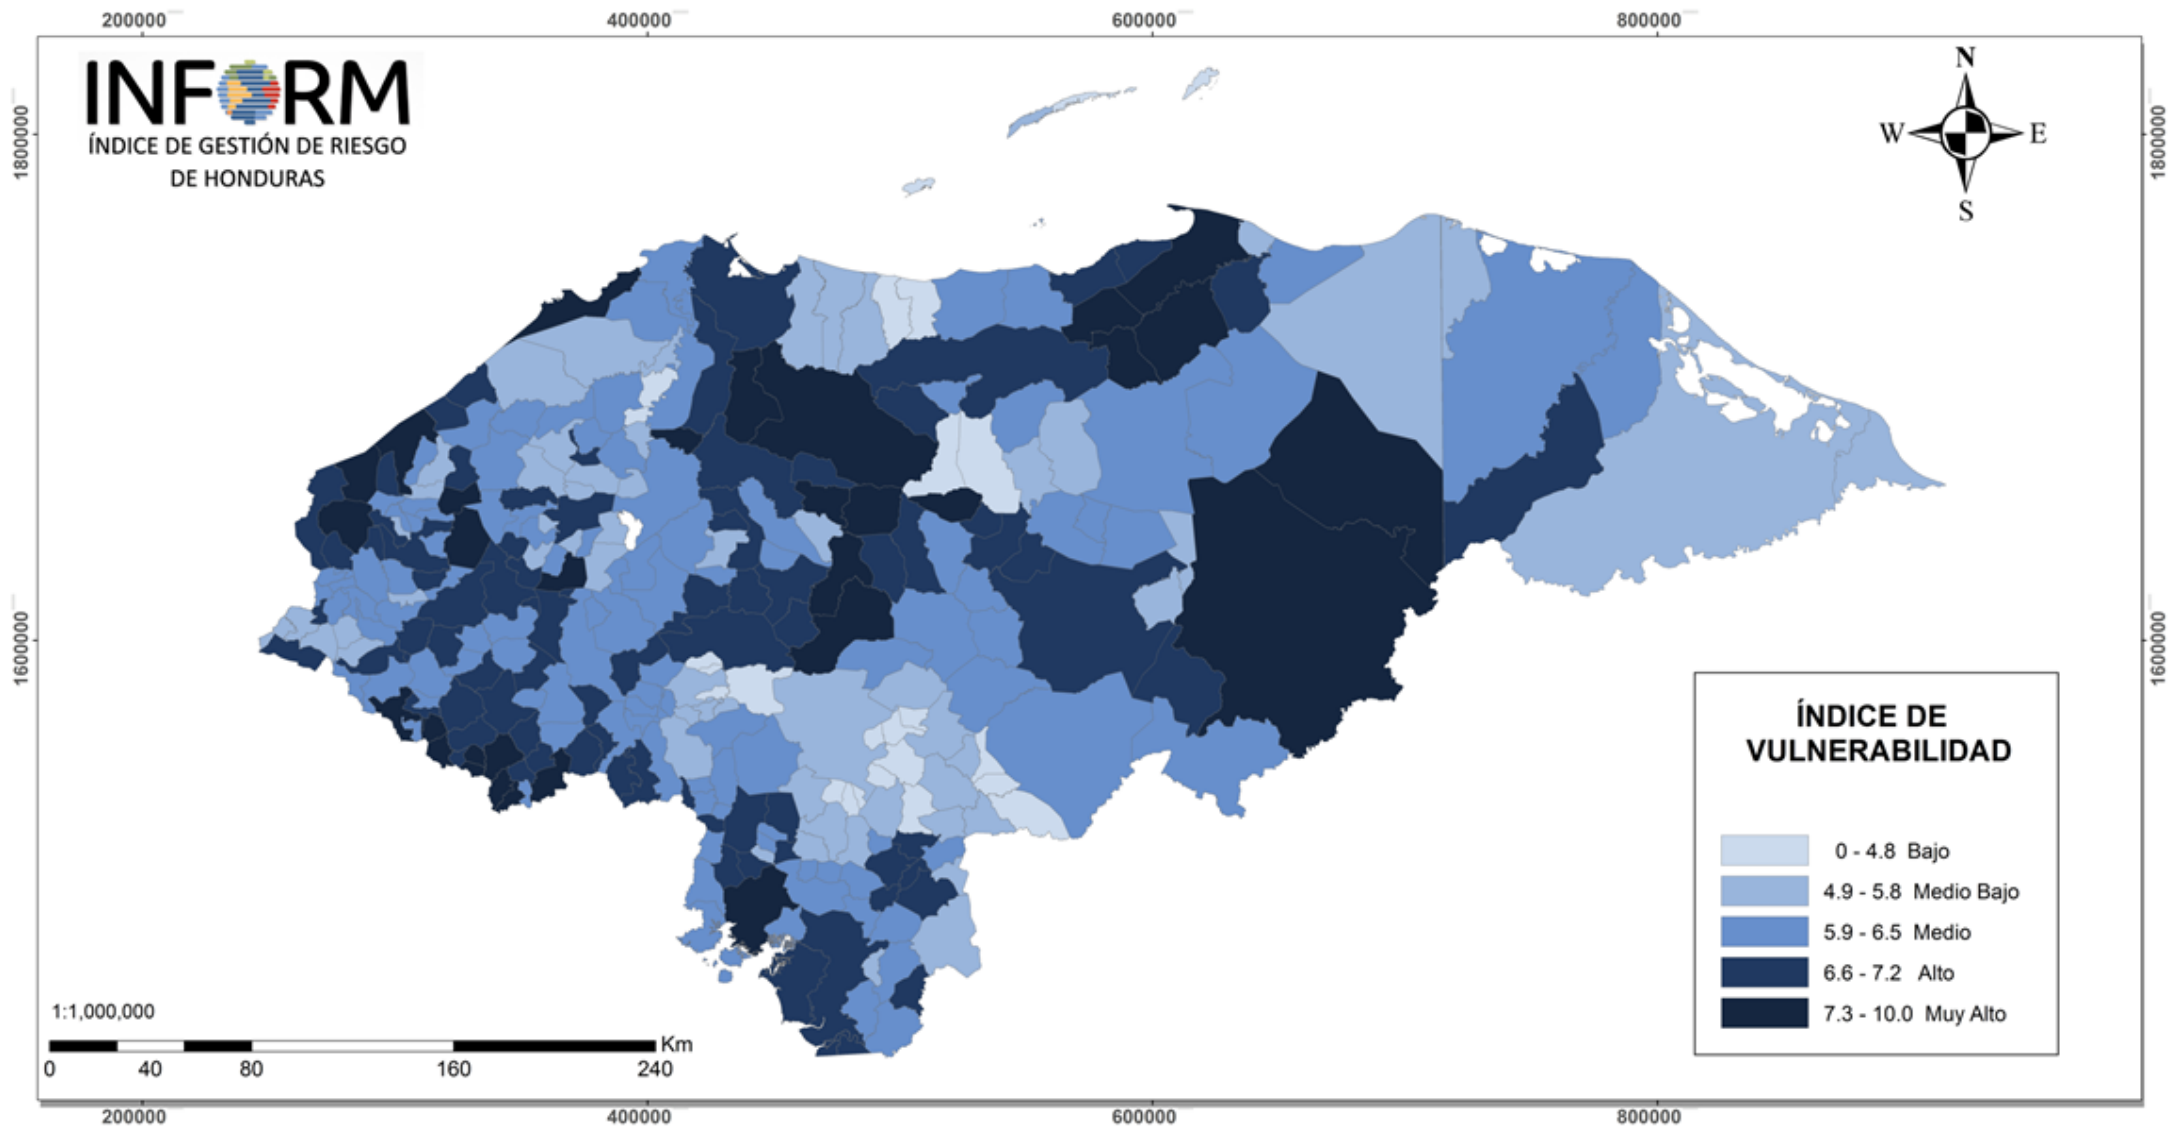 200000 400000 600000 800000
INFORM
ÍNDICE DE GESTIÓN DE RIESGO
DE HONDURAS
N
W E
S
1800000 1800000
1600000 1600000
ÍNDICE DE
VULNERABILIDAD
0 - 4.8 Bajo
4.9 - 5.8 Medio Bajo
5.9 - 6.5 Medio
6.6 - 7.2 Alto
7.3 - 10.0 Muy Alto
1:1,000,000
Km
0 40 80 160 240
200000 400000 600000 800000